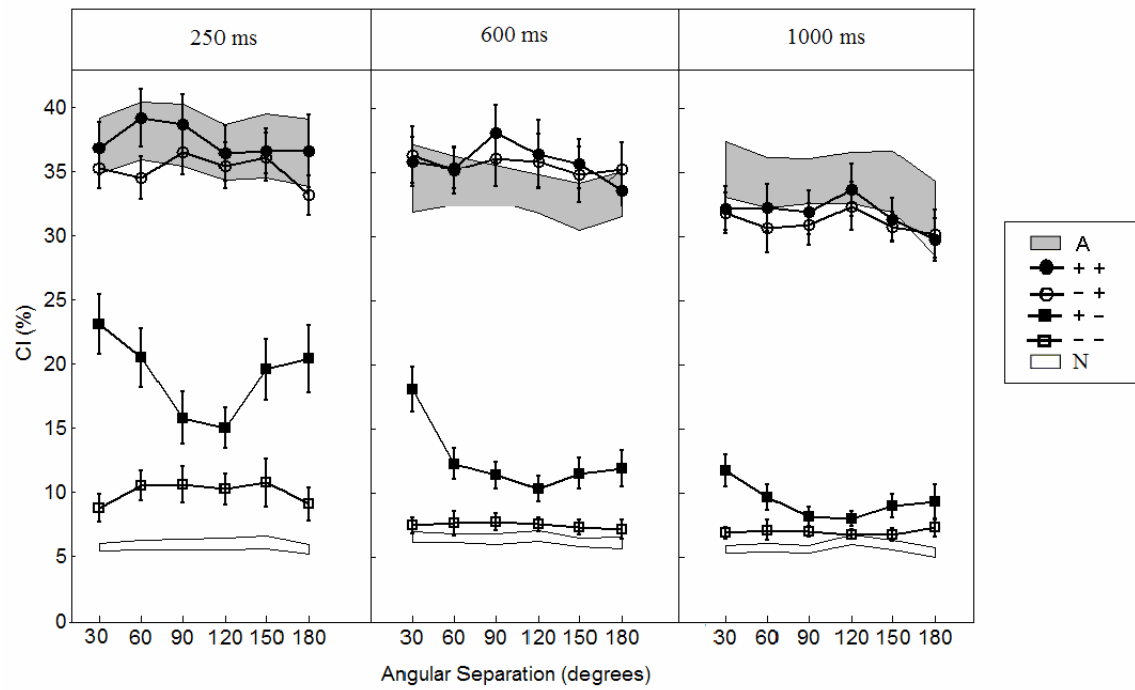 250 ms 600 ms 1000 ms
CI (%)
40
35
30
25
20
15
10
5
0
30 60 90 120 150 180 30 60 90 120 150 180 30 60 90 120 150 180
Angular Separation (degrees)
A
+ +
– +
+ –
– –
N